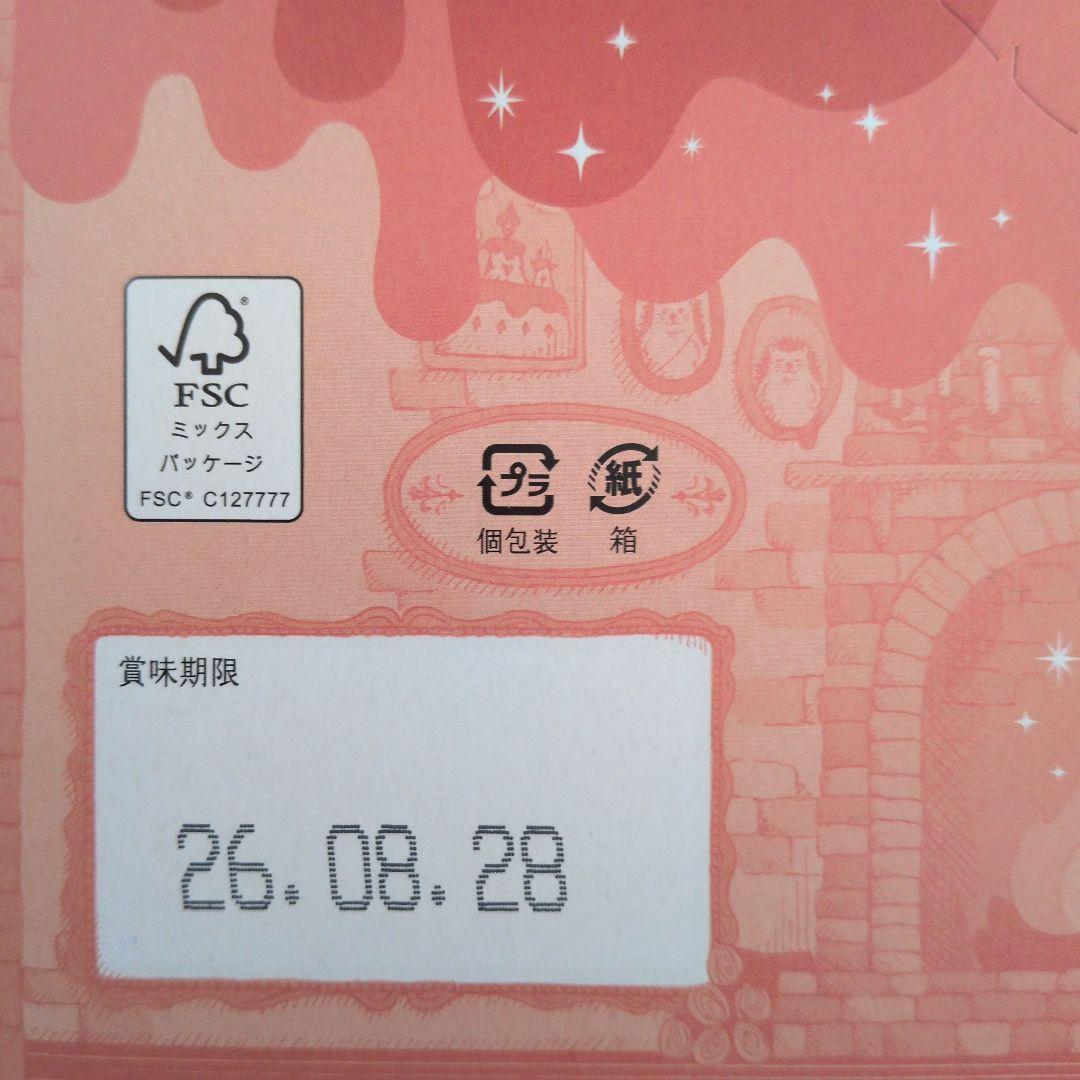 FSC®
ミックス
パッケージ
FSC® C127777
プラ
個包装
紙
箱
賞味期限
26.08.28